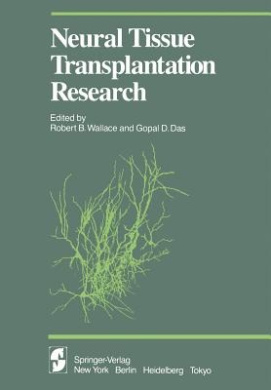 Neural Tissue
Transplantation
Research
Edited by
Robert B. Wallace and Gopal D. Das
Springer-Verlag
New York Berlin Heidelberg Tokyo